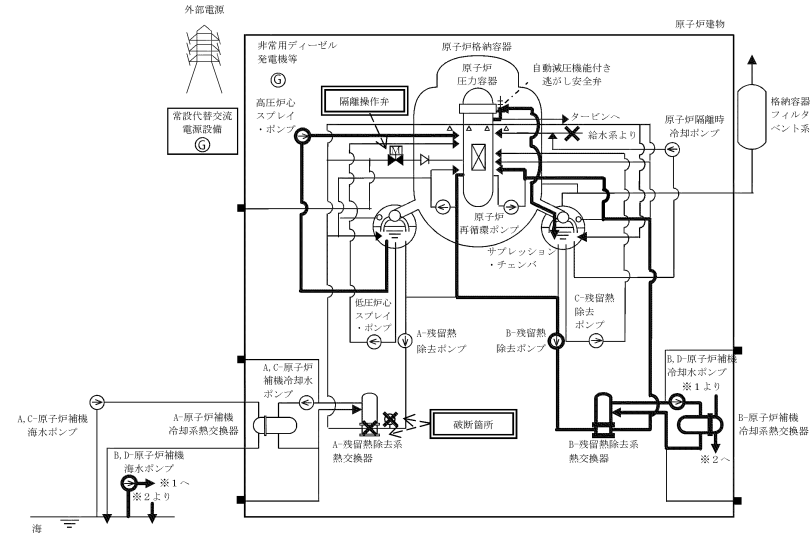 外部電源
原子炉建物
非常用ディーゼル
発電機等
G
原子炉格納容器
原子炉
圧力容器
自動減圧機能付き
逃がし安全弁
隔離操作弁
高圧炉心
スプレイ
・ポンプ
常設代替交流
電源設備
G
タービンへ
給水系より
原子炉隔離時
冷却ポンプ
格納容器
フィルタ
ベント系
原子炉
再循環ポンプ
サプレッション
・チェンバ
低圧炉心
スプレイ
・ポンプ
A-残留熱
除去ポンプ
B-残留熱
除去ポンプ
C-残留熱
除去
ポンプ
A,C-原子炉
補機冷却水
ポンプ
B,D-原子炉補機
冷却水ポンプ
※1より
A,C-原子炉補機
海水ポンプ
A-原子炉補機
冷却系熱交換器
破断箇所
A-残留熱除去系
熱交換器
B-残留熱除去系
熱交換器
B-原子炉補機
冷却系熱交換器
※2へ
B,D-原子炉補機
海水ポンプ
※1へ
※2より
海